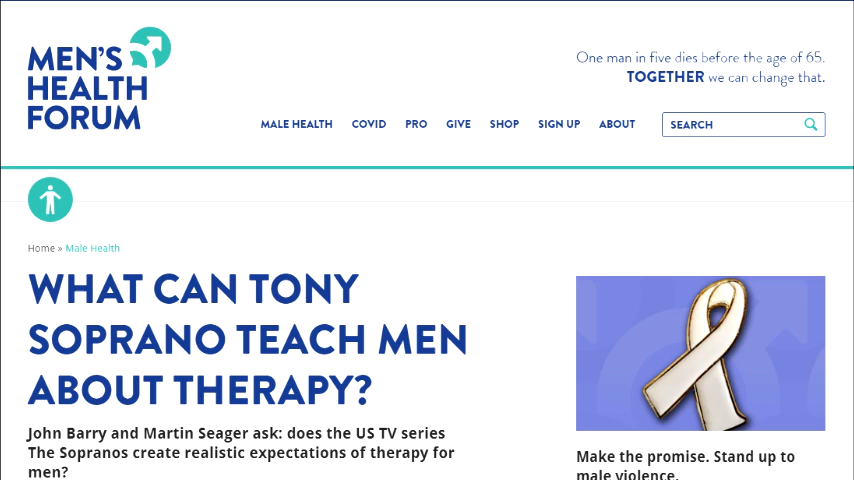 MEN'S
HEALTH
FORUM
One man in five dies before the age of 65.
TOGETHER we can change that.
MALE HEALTH COVID PRO GIVE SHOP SIGN UP ABOUT SEARCH
Home » Male Health
WHAT CAN TONY
SOPRANO TEACH MEN
ABOUT THERAPY?
John Barry and Martin Seager ask: does the US TV series
The Sopranos create realistic expectations of therapy for
men?
Make the promise. Stand up to
male violence.